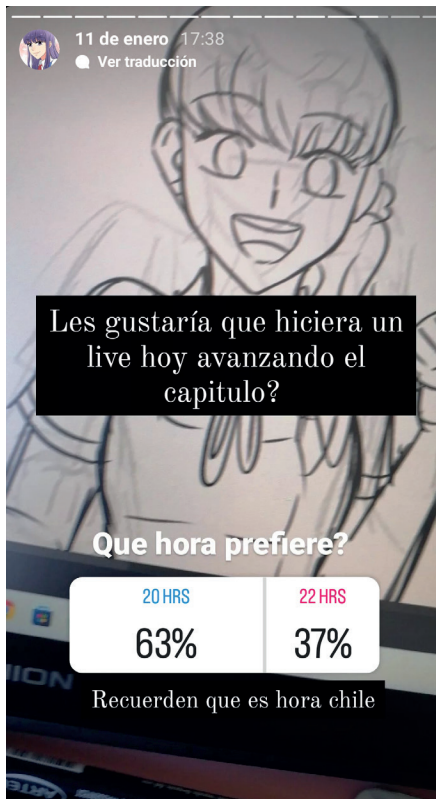 11 de enero 17:38
Ver traducción
Les gustaría que hiciera un
live hoy avanzando el
capitulo?
Que hora prefiere?
20 HRS 22 HRS
63% 37%
Recuerden que es hora chile